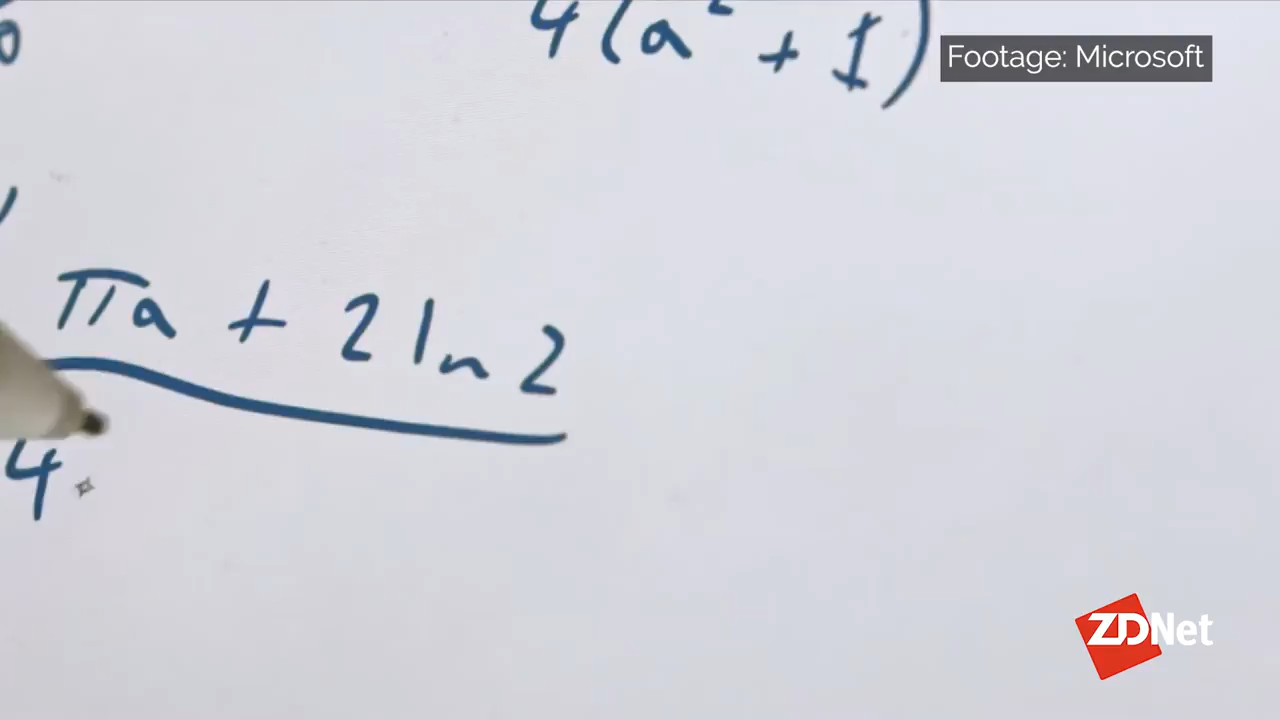 4(a² + 1)
Footage: Microsoft
πa + 2 ln 2
4
ZDNet